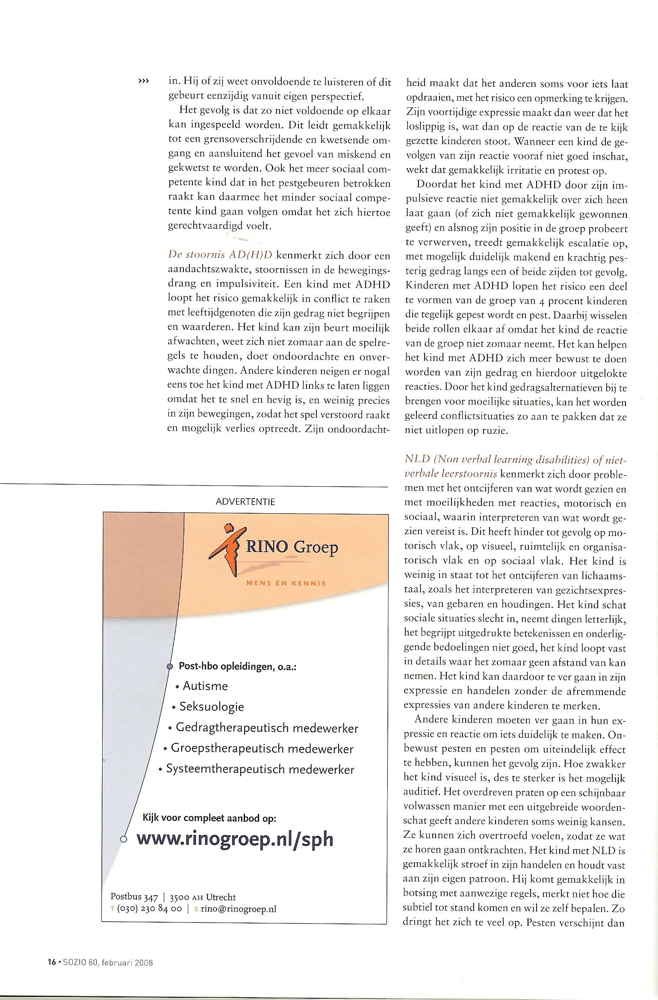 ››› in. Hij of zij weet onvoldoende te luisteren of dit
gebeurt eenzijdig vanuit eigen perspectief.
Het gevolg is dat zo niet voldoende op elkaar
kan ingespeeld worden. Dit leidt gemakkelijk
tot een grensoverschrijdende en kwetsende om-
gang en aansluitend het gevoel van miskend en
gekwetst te worden. Ook het meer sociaal com-
petente kind dat in het pestgebeuren betrokken
raakt kan daarmee het minder sociaal compe-
tente kind gaan volgen omdat het zich hiertoe
gerechtvaardigd voelt.
De stoornis AD(H)D kenmerkt zich door een
aandachtszwakte, stoornissen in de bewegings-
drang en impulsiviteit. Een kind met ADHD
loopt het risico gemakkelijk in conflict te raken
met leeftijdgenoten die zijn gedrag niet begrijpen
en waarderen. Het kind kan zijn beurt moeilijk
afwachten, weet zich niet zomaar aan de spelre-
gels te houden, doet ondoordachte en onver-
wachte dingen. Andere kinderen neigen er nogal
eens toe het kind met ADHD links te laten liggen
omdat het te snel en hevig is, en weinig precies
in zijn bewegingen, zodat het spel verstoord raakt
en mogelijk verlies optreedt. Zijn ondoordacht-
heid maakt dat het anderen soms voor iets laat
opdraaien, met het risico een opmerking te krijgen.
Zijn voortijdige expressie maakt dan weer dat het
loslippig is, wat dan op de reactie van de te kijk
gezette kinderen stoot. Wanneer een kind de ge-
volgen van zijn reactie vooraf niet goed inschat,
wekt dat gemakkelijk irritatie en protest op.
Doordat het kind met ADHD door zijn im-
pulsieve reactie niet gemakkelijk over zich heen
laat gaan (of zich niet gemakkelijk gewonnen
geeft) en alsnog zijn positie in de groep probeert
te verwerven, treedt gemakkelijk escalatie op,
met mogelijk duidelijk makend en krachtig pes-
terig gedrag langs een of beide zijden tot gevolg.
Kinderen met ADHD lopen het risico een deel
te vormen van de groep van 4 procent kinderen
die tegelijk gepest wordt en pest. Daarbij wisselen
beide rollen elkaar af omdat het kind de reactie
van de groep niet zomaar neemt. Het kan helpen
het kind met ADHD zich meer bewust te doen
worden van zijn gedrag en hierdoor uitgelokte
reacties. Door het kind gedragsalternatieven bij te
brengen voor moeilijke situaties, kan het worden
geleerd conflictsituaties zo aan te pakken dat ze
niet uitlopen op ruzie.
NLD (Non verbal learning disabilities) of niet-
verbale leerstoornis kenmerkt zich door proble-
men met het ontcijferen van wat wordt gezien en
met moeilijkheden met reacties, motorisch en
sociaal, waarin interpreteren van wat wordt ge-
zien vereist is. Dit heeft hinder tot gevolg op mo-
torisch vlak, op visueel, ruimtelijk en organisa-
torisch vlak en op sociaal vlak. Het kind is
weinig in staat tot het ontcijferen van lichaams-
taal, zoals het interpreteren van gezichtsexpres-
sies, van gebaren en houdingen. Het kind schat
sociale situaties slecht in, neemt dingen letterlijk,
het begrijpt uitgedrukte betekenissen en onderlig-
gende bedoelingen niet goed, het kind loopt vast
in details waar het zomaar geen afstand van kan
nemen. Het kind kan daardoor te ver gaan in zijn
expressie en handelen zonder de afremmende
expressies van andere kinderen te merken.
Andere kinderen moeten ver gaan in hun ex-
pressie en reactie om iets duidelijk te maken. On-
bewust pesten en pesten om uiteindelijk effect
te hebben, kunnen het gevolg zijn. Hoe zwakker
het kind visueel is, des te sterker is het mogelijk
auditief. Het overdreven praten op een schijnbaar
volwassen manier met een uitgebreide woorden-
schat geeft andere kinderen soms weinig kansen.
Ze kunnen zich overtroefd voelen, zodat ze wat
ze horen gaan ontkrachten. Het kind met NLD is
gemakkelijk stroef in zijn handelen en houdt vast
aan zijn eigen patroon. Hij komt gemakkelijk in
botsing met aanwezige regels, merkt niet hoe die
subtiel tot stand komen en wil ze zelf bepalen. Zo
dringt het zich te veel op. Pesten verschijnt dan
ADVERTENTIE
RINO Groep
MENS EN KENNIS
Post-hbo opleidingen, o.a.:
• Autisme
• Seksuologie
• Gedragtherapeutisch medewerker
• Groepstherapeutisch medewerker
• Systeemtherapeutisch medewerker
Kijk voor compleet aanbod op:
www.rinogroep.nl/sph
Postbus 347 | 3500 AH Utrecht
T (030) 230 84 00 | E rino@rinogroep.nl
16 • SOZIO 80, februari 2008